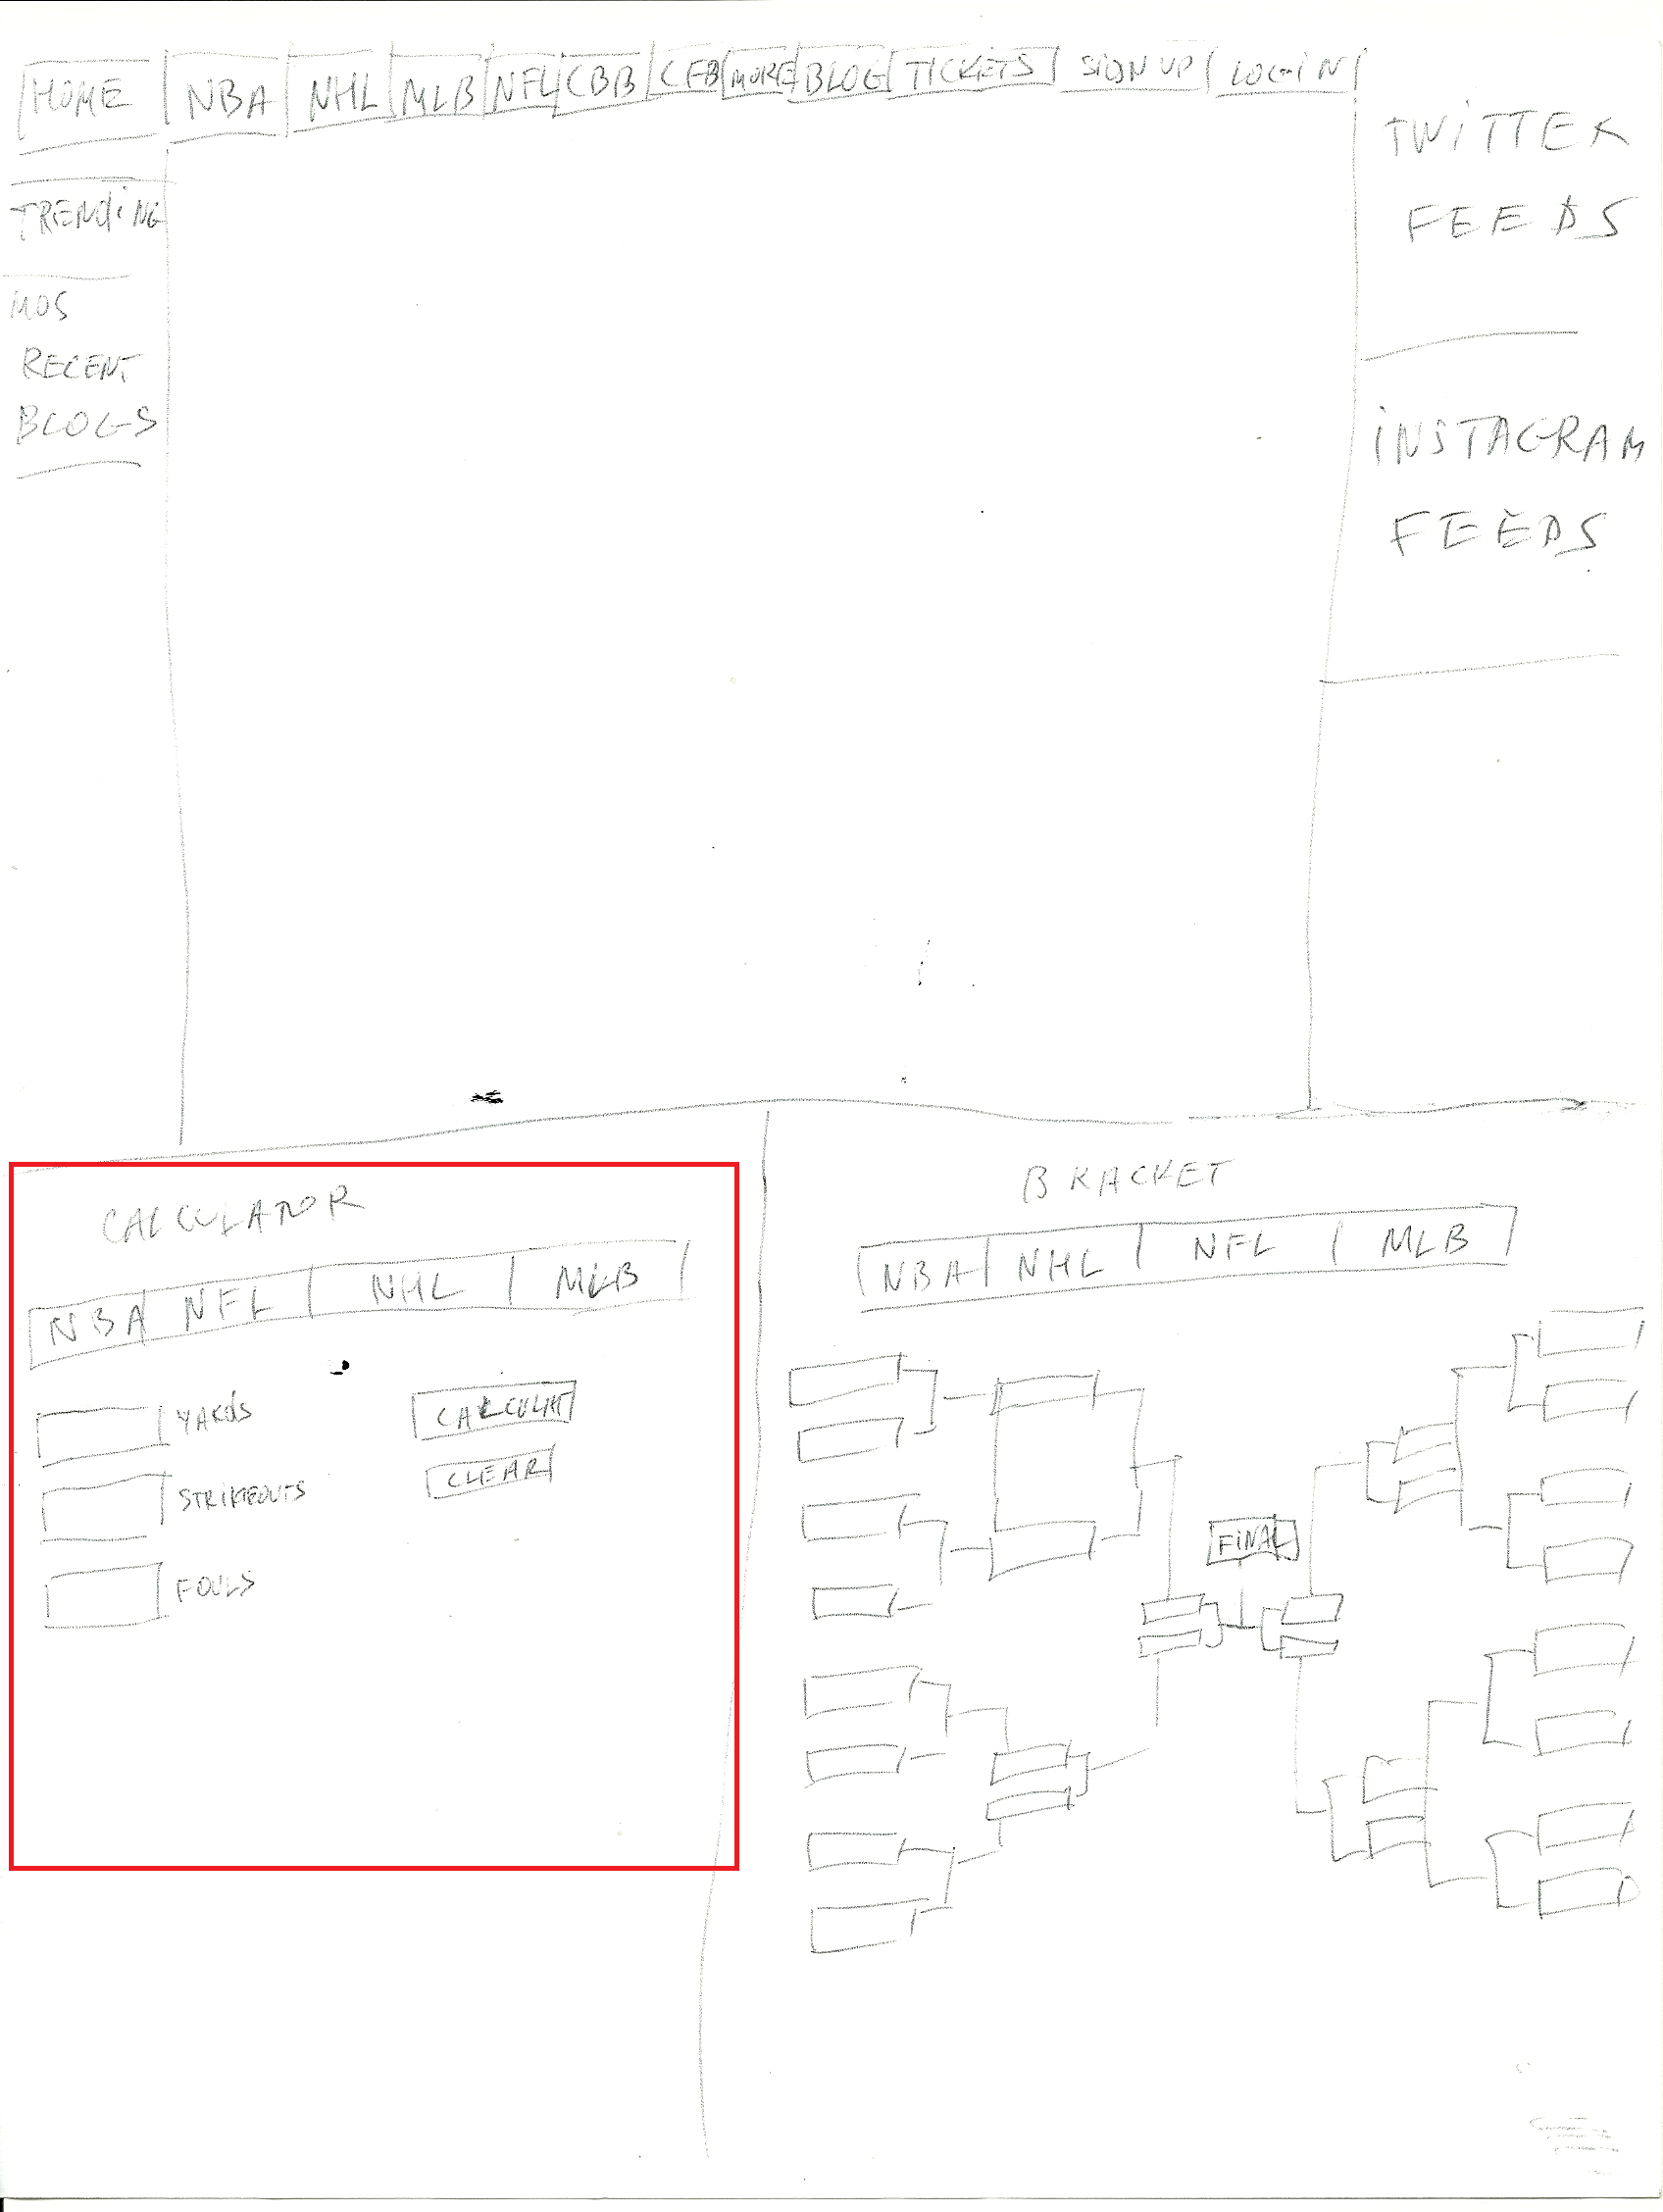 HOME NBA NHL MLB NFL CBB CFB MORE BLOG TICKETS SIGN UP LOGIN
TRENDING
MOS
RECENT
BLOGS
TWITTER
FEEDS
INSTAGRAM
FEEDS
CALCULATOR
NBA NFL NHL MLB
YARDS
STRIKEOUTS
FOULS
CALCULAT
CLEAR
BRACKET
NBA NHL NFL MLB
FINAL